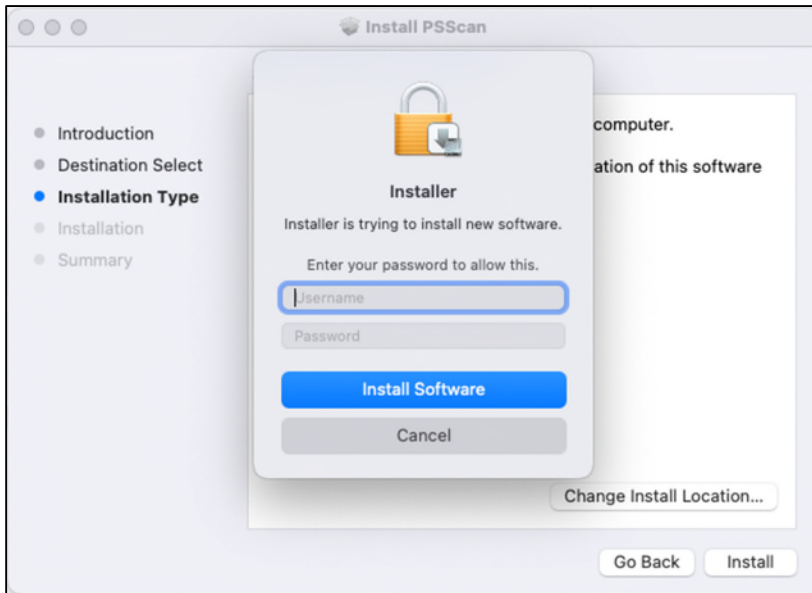 Install PSScan
Introduction
Destination Select
Installation Type
Installation
Summary
computer.
ation of this software
Installer
Installer is trying to install new software.
Enter your password to allow this.
Username
Password
Install Software
Cancel
Change Install Location...
Go Back
Install